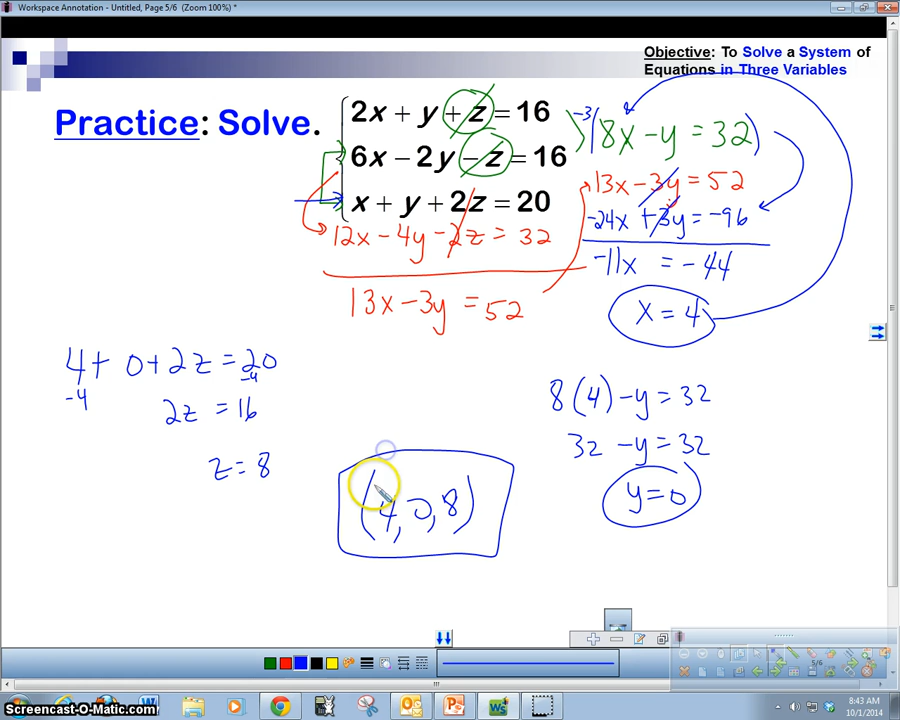 Workspace Annotation - Untitled, Page 5/6 (Zoom 100%) *
Objective: To Solve a System of
Equations in Three Variables
Practice: Solve.
2x + y + z = 16
6x – 2y – z = 16
x + y + 2z = 20
12x - 4y - 2z = 32
13x - 3y = 52
-3(8x - y = 32)
13x - 3y = 52
-24x + 3y = -96
-11x = -44
x = 4
8(4) - y = 32
32 - y = 32
y = 0
4 + 0 + 2z = 20
-4 -4
2z = 16
z = 8
(4, 0, 8)
5/6
Screencast-O-Matic.com
8:43 AM
10/1/2014